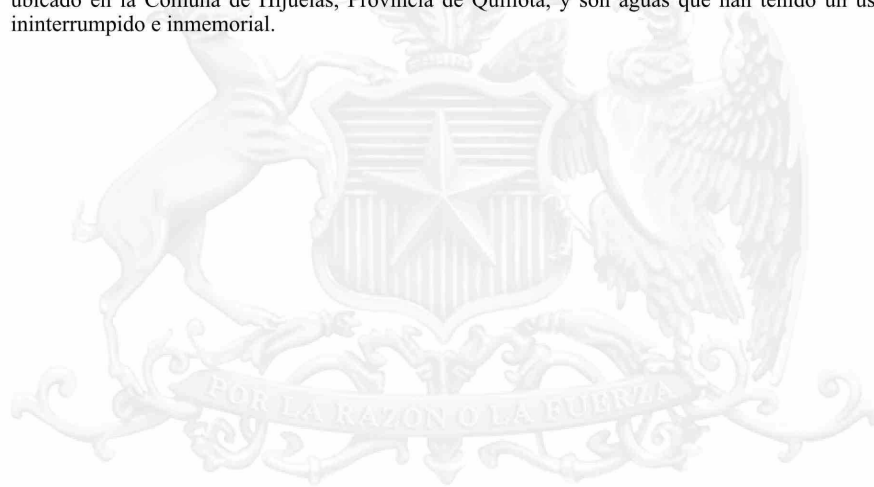 ubicado en la Comuna de Hijuelas, Provincia de Quillota, y son aguas que han tenido un us
ininterrumpido e inmemorial.
POR LA RAZON O LA FUERZA